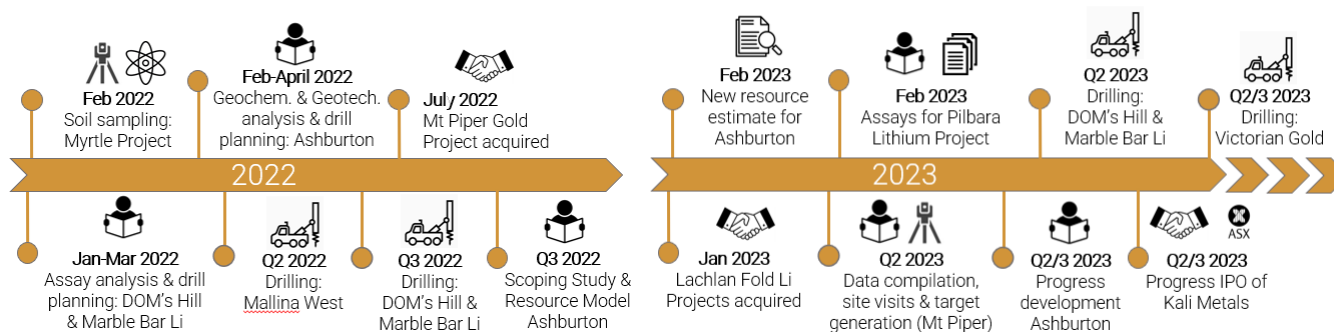 Feb 2022
Soil sampling:
Myrtle Project
Feb-April 2022
Geochem. & Geotech.
analysis & drill
planning: Ashburton
July 2022
Mt Piper Gold
Project acquired
Feb 2023
New resource
estimate for
Ashburton
Feb 2023
Assays for Pilbara
Lithium Project
Q2 2023
Drilling:
DOM's Hill &
Marble Bar Li
Q2/3 2023
Drilling:
Victorian Gold
2022
2023
Jan-Mar 2022
Assay analysis & drill
planning: DOM's Hill
& Marble Bar Li
Q2 2022
Drilling:
Mallina West
Q3 2022
Drilling:
DOM's Hill &
Marble Bar Li
Q3 2022
Scoping Study &
Resource Model
Ashburton
Jan 2023
Lachlan Fold Li
Projects acquired
Q2 2023
Data compilation,
site visits & target
generation (Mt Piper)
Q2/3 2023
Progress
development
Ashburton
ASX
Q2/3 2023
Progress IPO of
Kali Metals